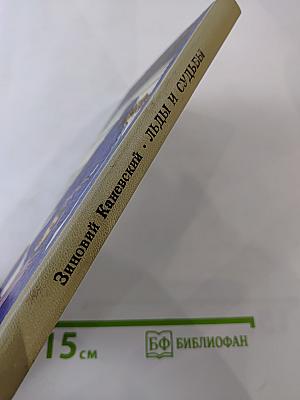 Зиновий Каневский • ЛЬДЫ И СУДЬБЫ
15 см
БФ БИБЛИОФАН